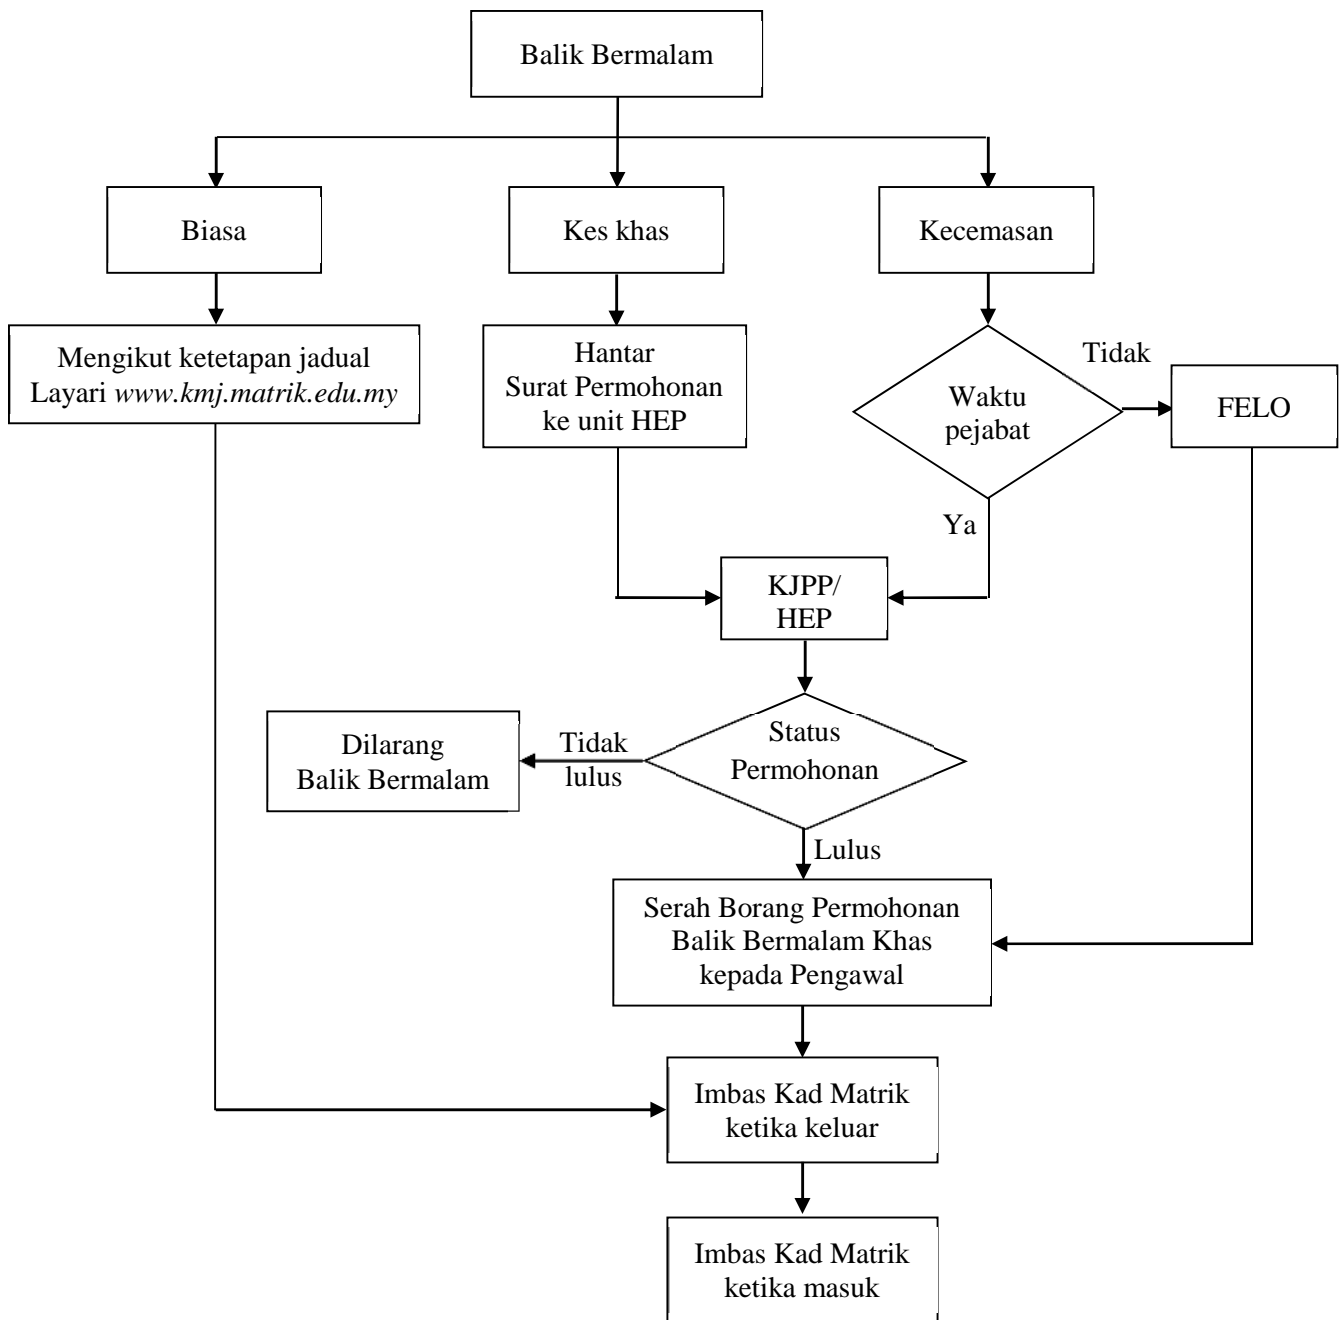 Balik Bermalam
Biasa
Kes khas
Kecemasan
Mengikut ketetapan jadual
Layari www.kmj.matrik.edu.my
Hantar
Surat Permohonan
ke unit HEP
Waktu
pejabat
Tidak
FELO
Ya
KJPP/
HEP
Status
Permohonan
Tidak
lulus
Dilarang
Balik Bermalam
Lulus
Serah Borang Permohonan
Balik Bermalam Khas
kepada Pengawal
Imbas Kad Matrik
ketika keluar
Imbas Kad Matrik
ketika masuk